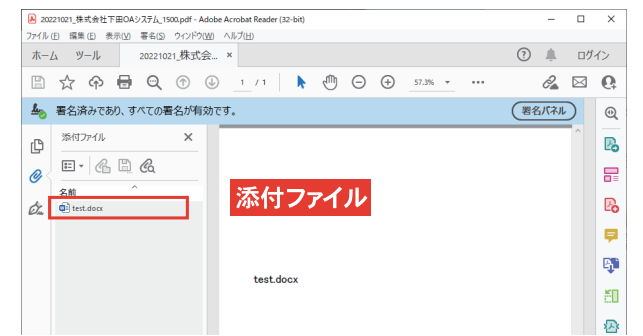 20221021_株式会社下田OAシステム_1500.pdf - Adobe Acrobat Reader (32-bit)
ファイル(F) 編集(E) 表示(V) 署名(S) ウィンドウ(W) ヘルプ(H)
ホーム ツール 20221021_株式会... × ログイン
1 / 1 57.3%
署名済みであり、すべての署名が有効です。 署名パネル
添付ファイル
名前
test.docx
添付ファイル
test.docx